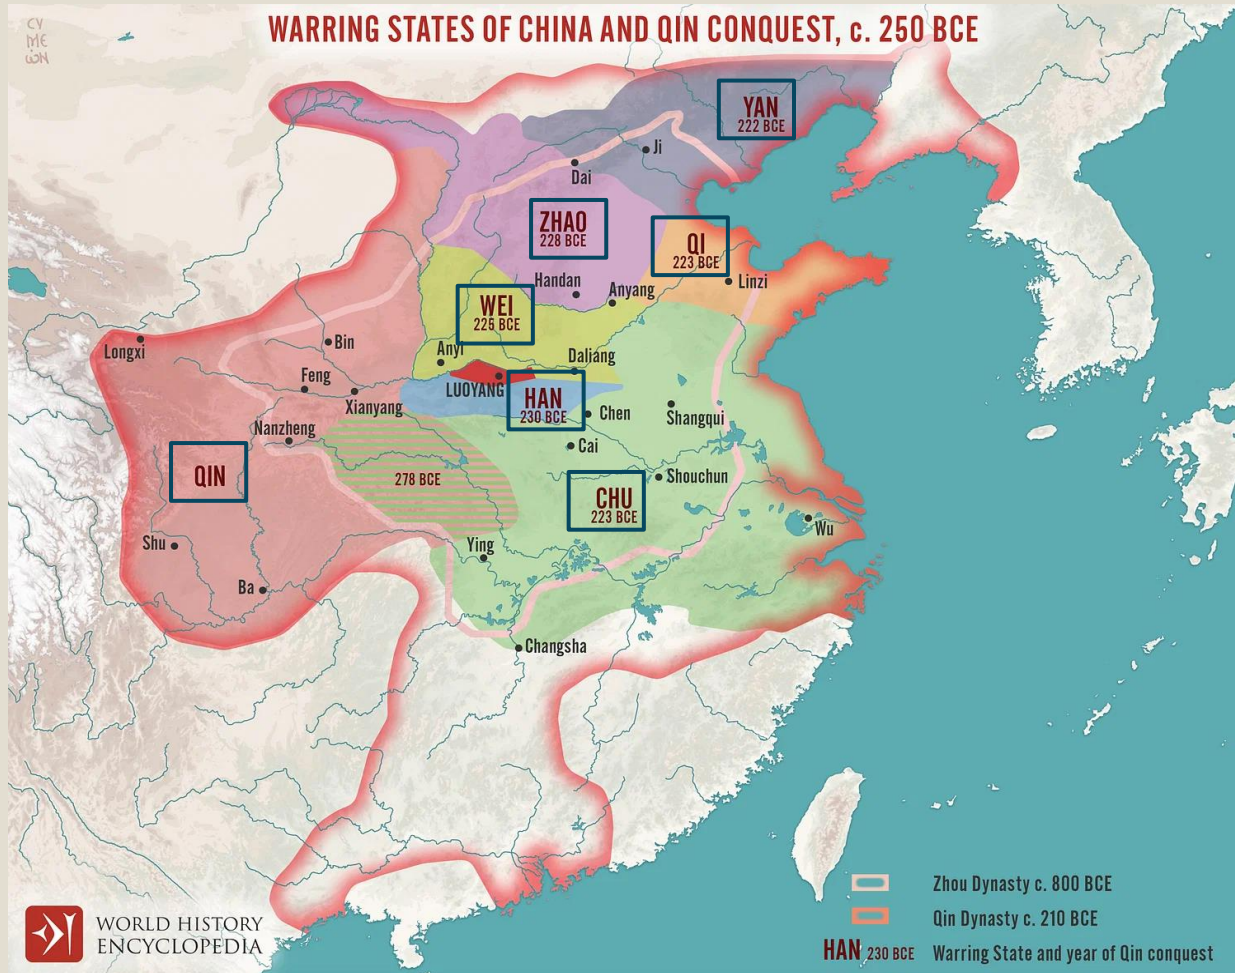 WARRING STATES OF CHINA AND QIN CONQUEST, c. 250 BCE
CY
ME
ωN
YAN
222 BCE
Ji
Dai
ZHAO
228 BCE
QI
223 BCE
Linzi
Handan
Anyang
WEI
225 BCE
Longxi
Bin
Anyi
Daliang
Feng
LUOYANG
HAN
230 BCE
Xianyang
Chen
Shangqui
Nanzheng
Cai
QIN
278 BCE
Shouchun
CHU
223 BCE
Wu
Shu
Ying
Ba
Changsha
Zhou Dynasty c. 800 BCE
Qin Dynasty c. 210 BCE
HAN 230 BCE Warring State and year of Qin conquest
WORLD HISTORY
ENCYCLOPEDIA